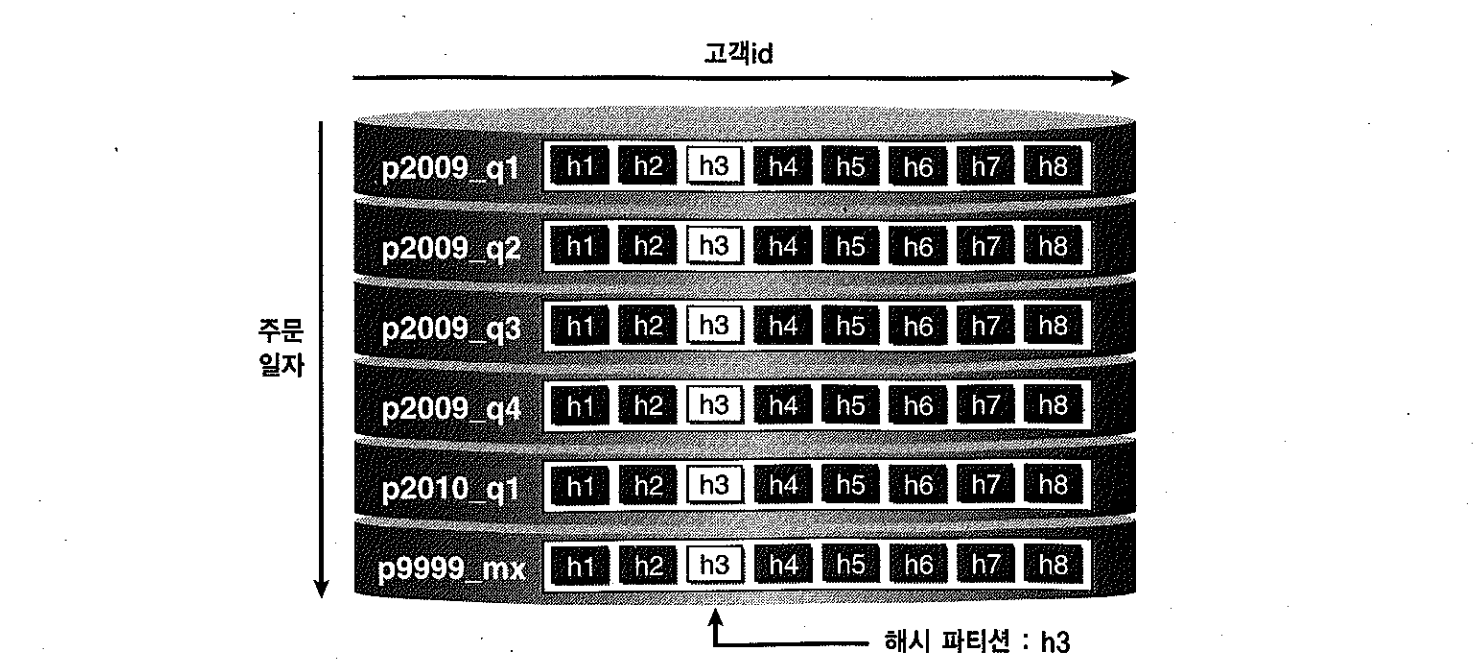 고객id
p2009_q1 h1 h2 h3 h4 h5 h6 h7 h8
p2009_q2 h1 h2 h3 h4 h5 h6 h7 h8
p2009_q3 h1 h2 h3 h4 h5 h6 h7 h8
주문
일자
p2009_q4 h1 h2 h3 h4 h5 h6 h7 h8
p2010_q1 h1 h2 h3 h4 h5 h6 h7 h8
p9999_mx h1 h2 h3 h4 h5 h6 h7 h8
해시 파티션 : h3